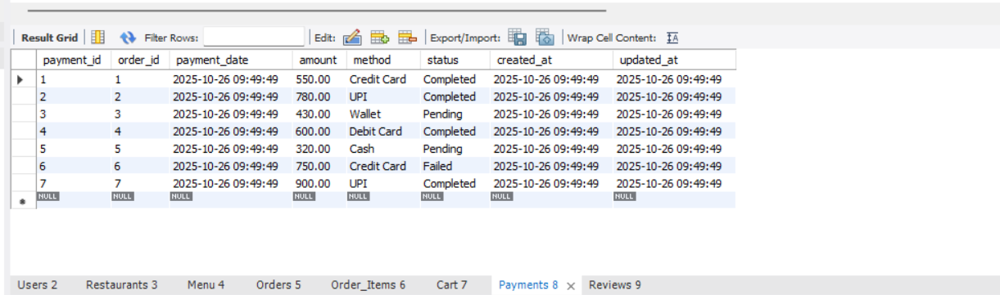 Result Grid Filter Rows: Edit: Export/Import: Wrap Cell Content: IA
payment_id order_id payment_date amount method status created_at updated_at
1 1 2025-10-26 09:49:49 550.00 Credit Card Completed 2025-10-26 09:49:49 2025-10-26 09:49:49
2 2 2025-10-26 09:49:49 780.00 UPI Completed 2025-10-26 09:49:49 2025-10-26 09:49:49
3 3 2025-10-26 09:49:49 430.00 Wallet Pending 2025-10-26 09:49:49 2025-10-26 09:49:49
4 4 2025-10-26 09:49:49 600.00 Debit Card Completed 2025-10-26 09:49:49 2025-10-26 09:49:49
5 5 2025-10-26 09:49:49 320.00 Cash Pending 2025-10-26 09:49:49 2025-10-26 09:49:49
6 6 2025-10-26 09:49:49 750.00 Credit Card Failed 2025-10-26 09:49:49 2025-10-26 09:49:49
7 7 2025-10-26 09:49:49 900.00 UPI Completed 2025-10-26 09:49:49 2025-10-26 09:49:49
NULL NULL NULL NULL NULL NULL NULL NULL
Users 2 Restaurants 3 Menu 4 Orders 5 Order_Items 6 Cart 7 Payments 8 Reviews 9